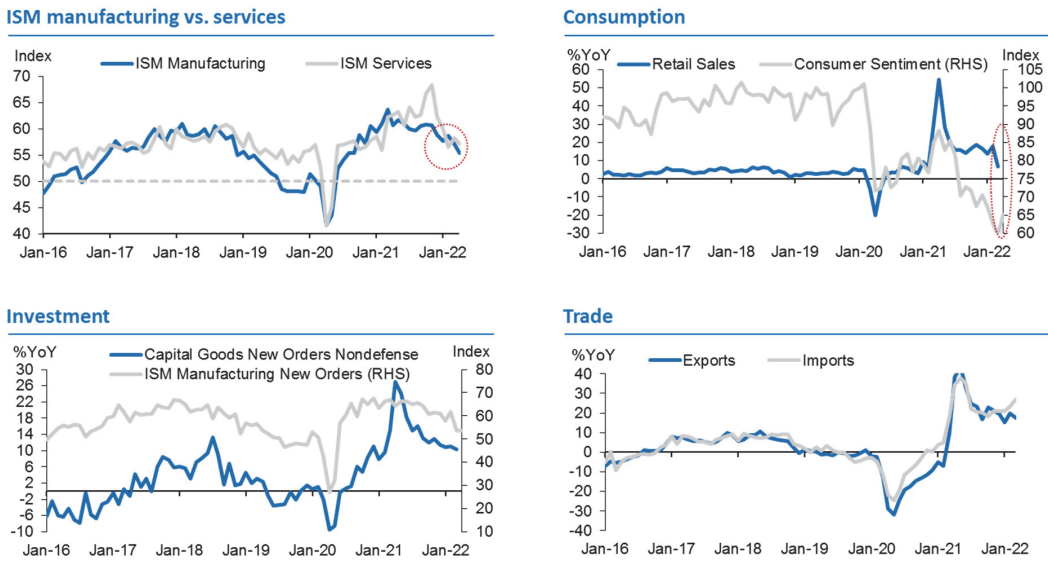 ISM manufacturing vs. services
Index
ISM Manufacturing
ISM Services
70
65
60
55
50
45
40
Jan-16
Jan-17
Jan-18
Jan-19
Jan-20
Jan-21
Jan-22
Consumption
%YoY
Index
Retail Sales
Consumer Sentiment (RHS)
60
50
40
30
20
10
0
-10
-20
-30
105
100
95
90
85
80
75
70
65
60
Jan-16
Jan-17
Jan-18
Jan-19
Jan-20
Jan-21
Jan-22
Investment
%YoY
Index
Capital Goods New Orders Nondefense
ISM Manufacturing New Orders (RHS)
30
26
22
18
14
10
6
2
-2
-6
-10
80
70
60
50
40
30
20
10
Jan-16
Jan-17
Jan-18
Jan-19
Jan-20
Jan-21
Jan-22
Trade
%YoY
Exports
Imports
40
30
20
10
0
-10
-20
-30
-40
Jan-16
Jan-17
Jan-18
Jan-19
Jan-20
Jan-21
Jan-22